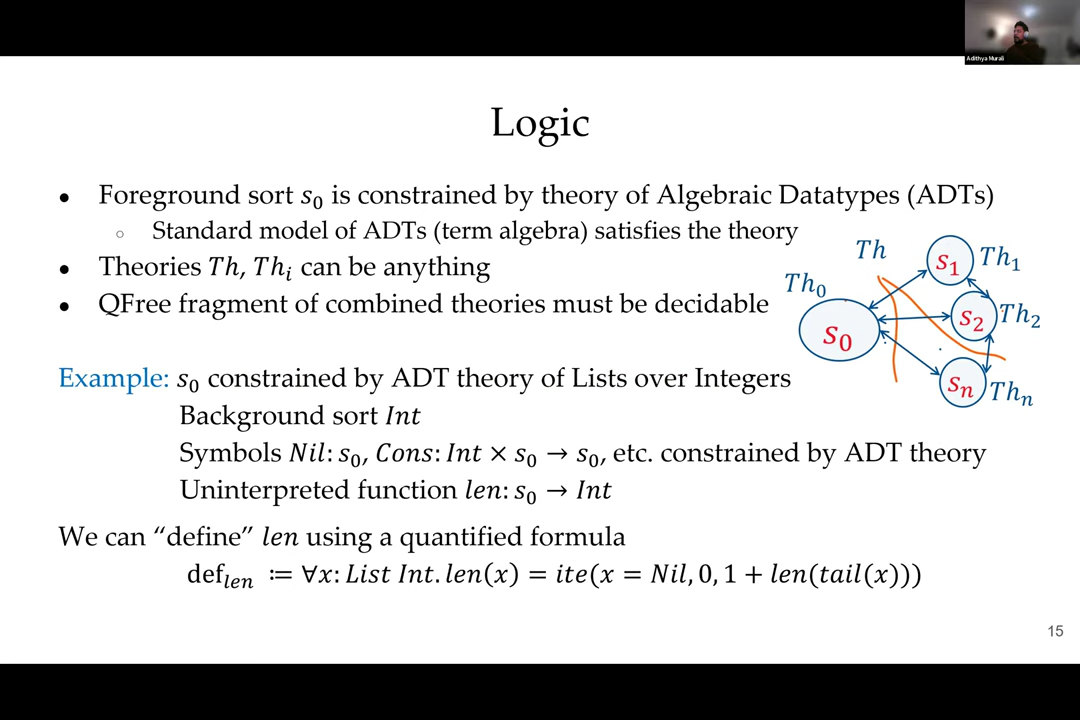 Adithya Murali
Logic
● Foreground sort 𝑠₀ is constrained by theory of Algebraic Datatypes (ADTs)
○ Standard model of ADTs (term algebra) satisfies the theory
● Theories 𝑇ℎ, 𝑇ℎᵢ can be anything
● QFree fragment of combined theories must be decidable
Th
Th₀
s₀
s₁
Th₁
s₂
Th₂
sₙ
Thₙ
Example: s₀ constrained by ADT theory of Lists over Integers
Background sort Int
Symbols Nil: s₀, Cons: Int × s₀ → s₀, etc. constrained by ADT theory
Uninterpreted function len: s₀ → Int
We can “define” len using a quantified formula
def_len ≔ ∀x: List Int. len(x) = ite(x = Nil, 0, 1 + len(tail(x)))
15